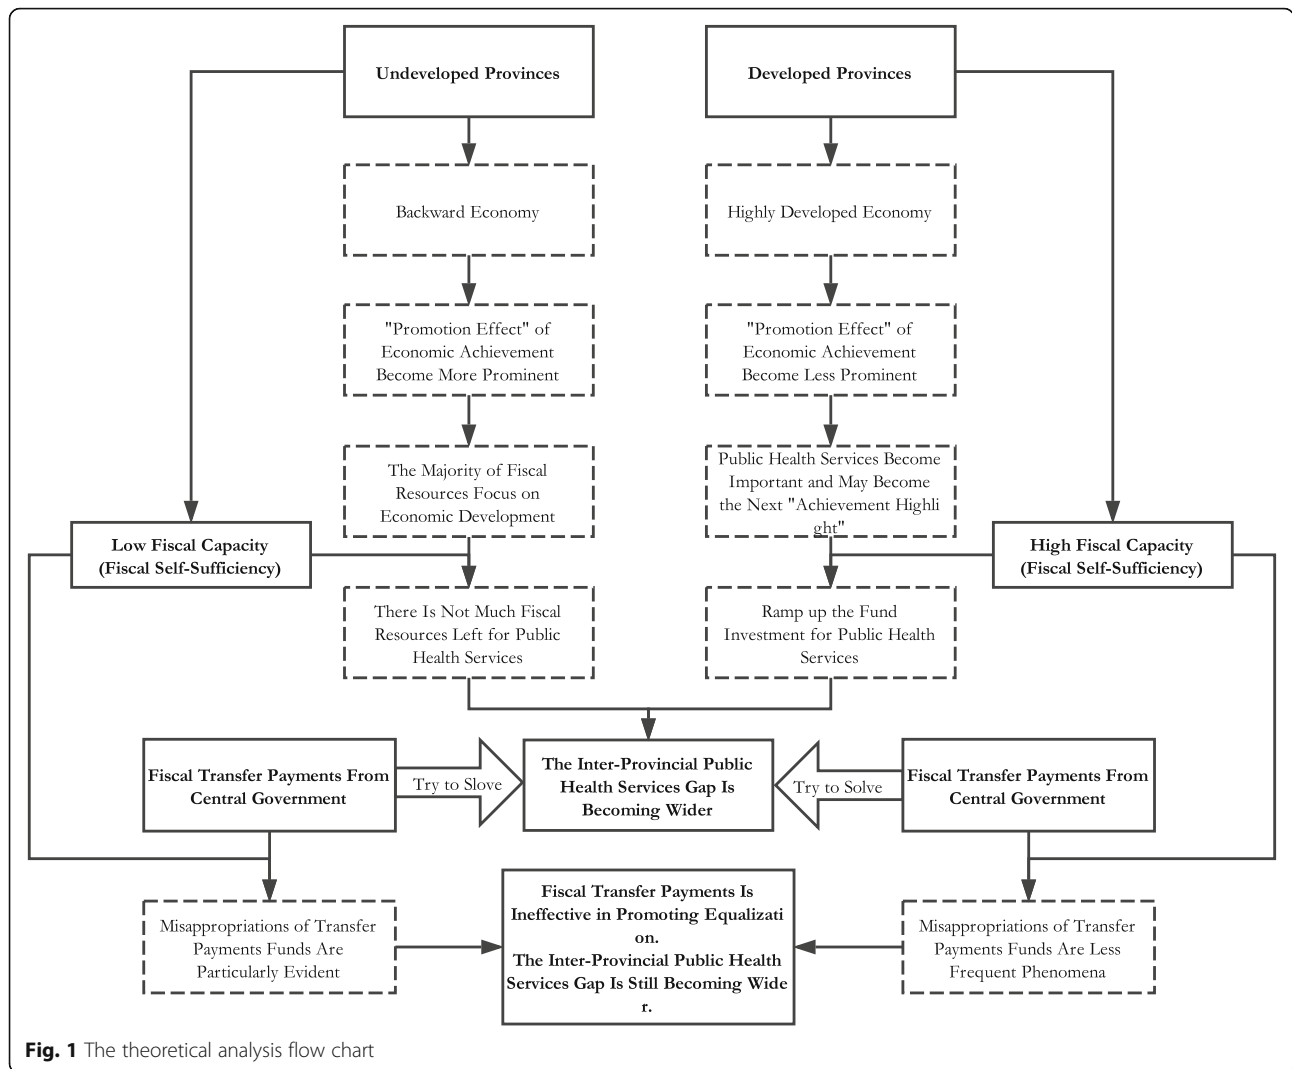 Undeveloped Provinces
Developed Provinces
Backward Economy
Highly Developed Economy
"Promotion Effect" of
Economic Achievement
Become More Prominent
"Promotion Effect" of
Economic Achievement
Become Less Prominent
The Majority of Fiscal
Resources Focus on
Economic Development
Public Health Services Become
Important and May Become
the Next "Achievement Highli
ght"
Low Fiscal Capacity
(Fiscal Self-Sufficiency)
High Fiscal Capacity
(Fiscal Self-Sufficiency)
There Is Not Much Fiscal
Resources Left for Public
Health Services
Ramp up the Fund
Investment for Public Health
Services
Fiscal Transfer Payments From
Central Government
Try to Slove
The Inter-Provincial Public
Health Services Gap Is
Becoming Wider
Try to Solve
Fiscal Transfer Payments From
Central Government
Misappropriations of Transfer
Payments Funds Are
Particularly Evident
Fiscal Transfer Payments Is
Ineffective in Promoting Equalizati
on.
The Inter-Provincial Public Health
Services Gap Is Still Becoming Wide
r.
Misappropriations of Transfer
Payments Funds Are Less
Frequent Phenomena
Fig. 1 The theoretical analysis flow chart